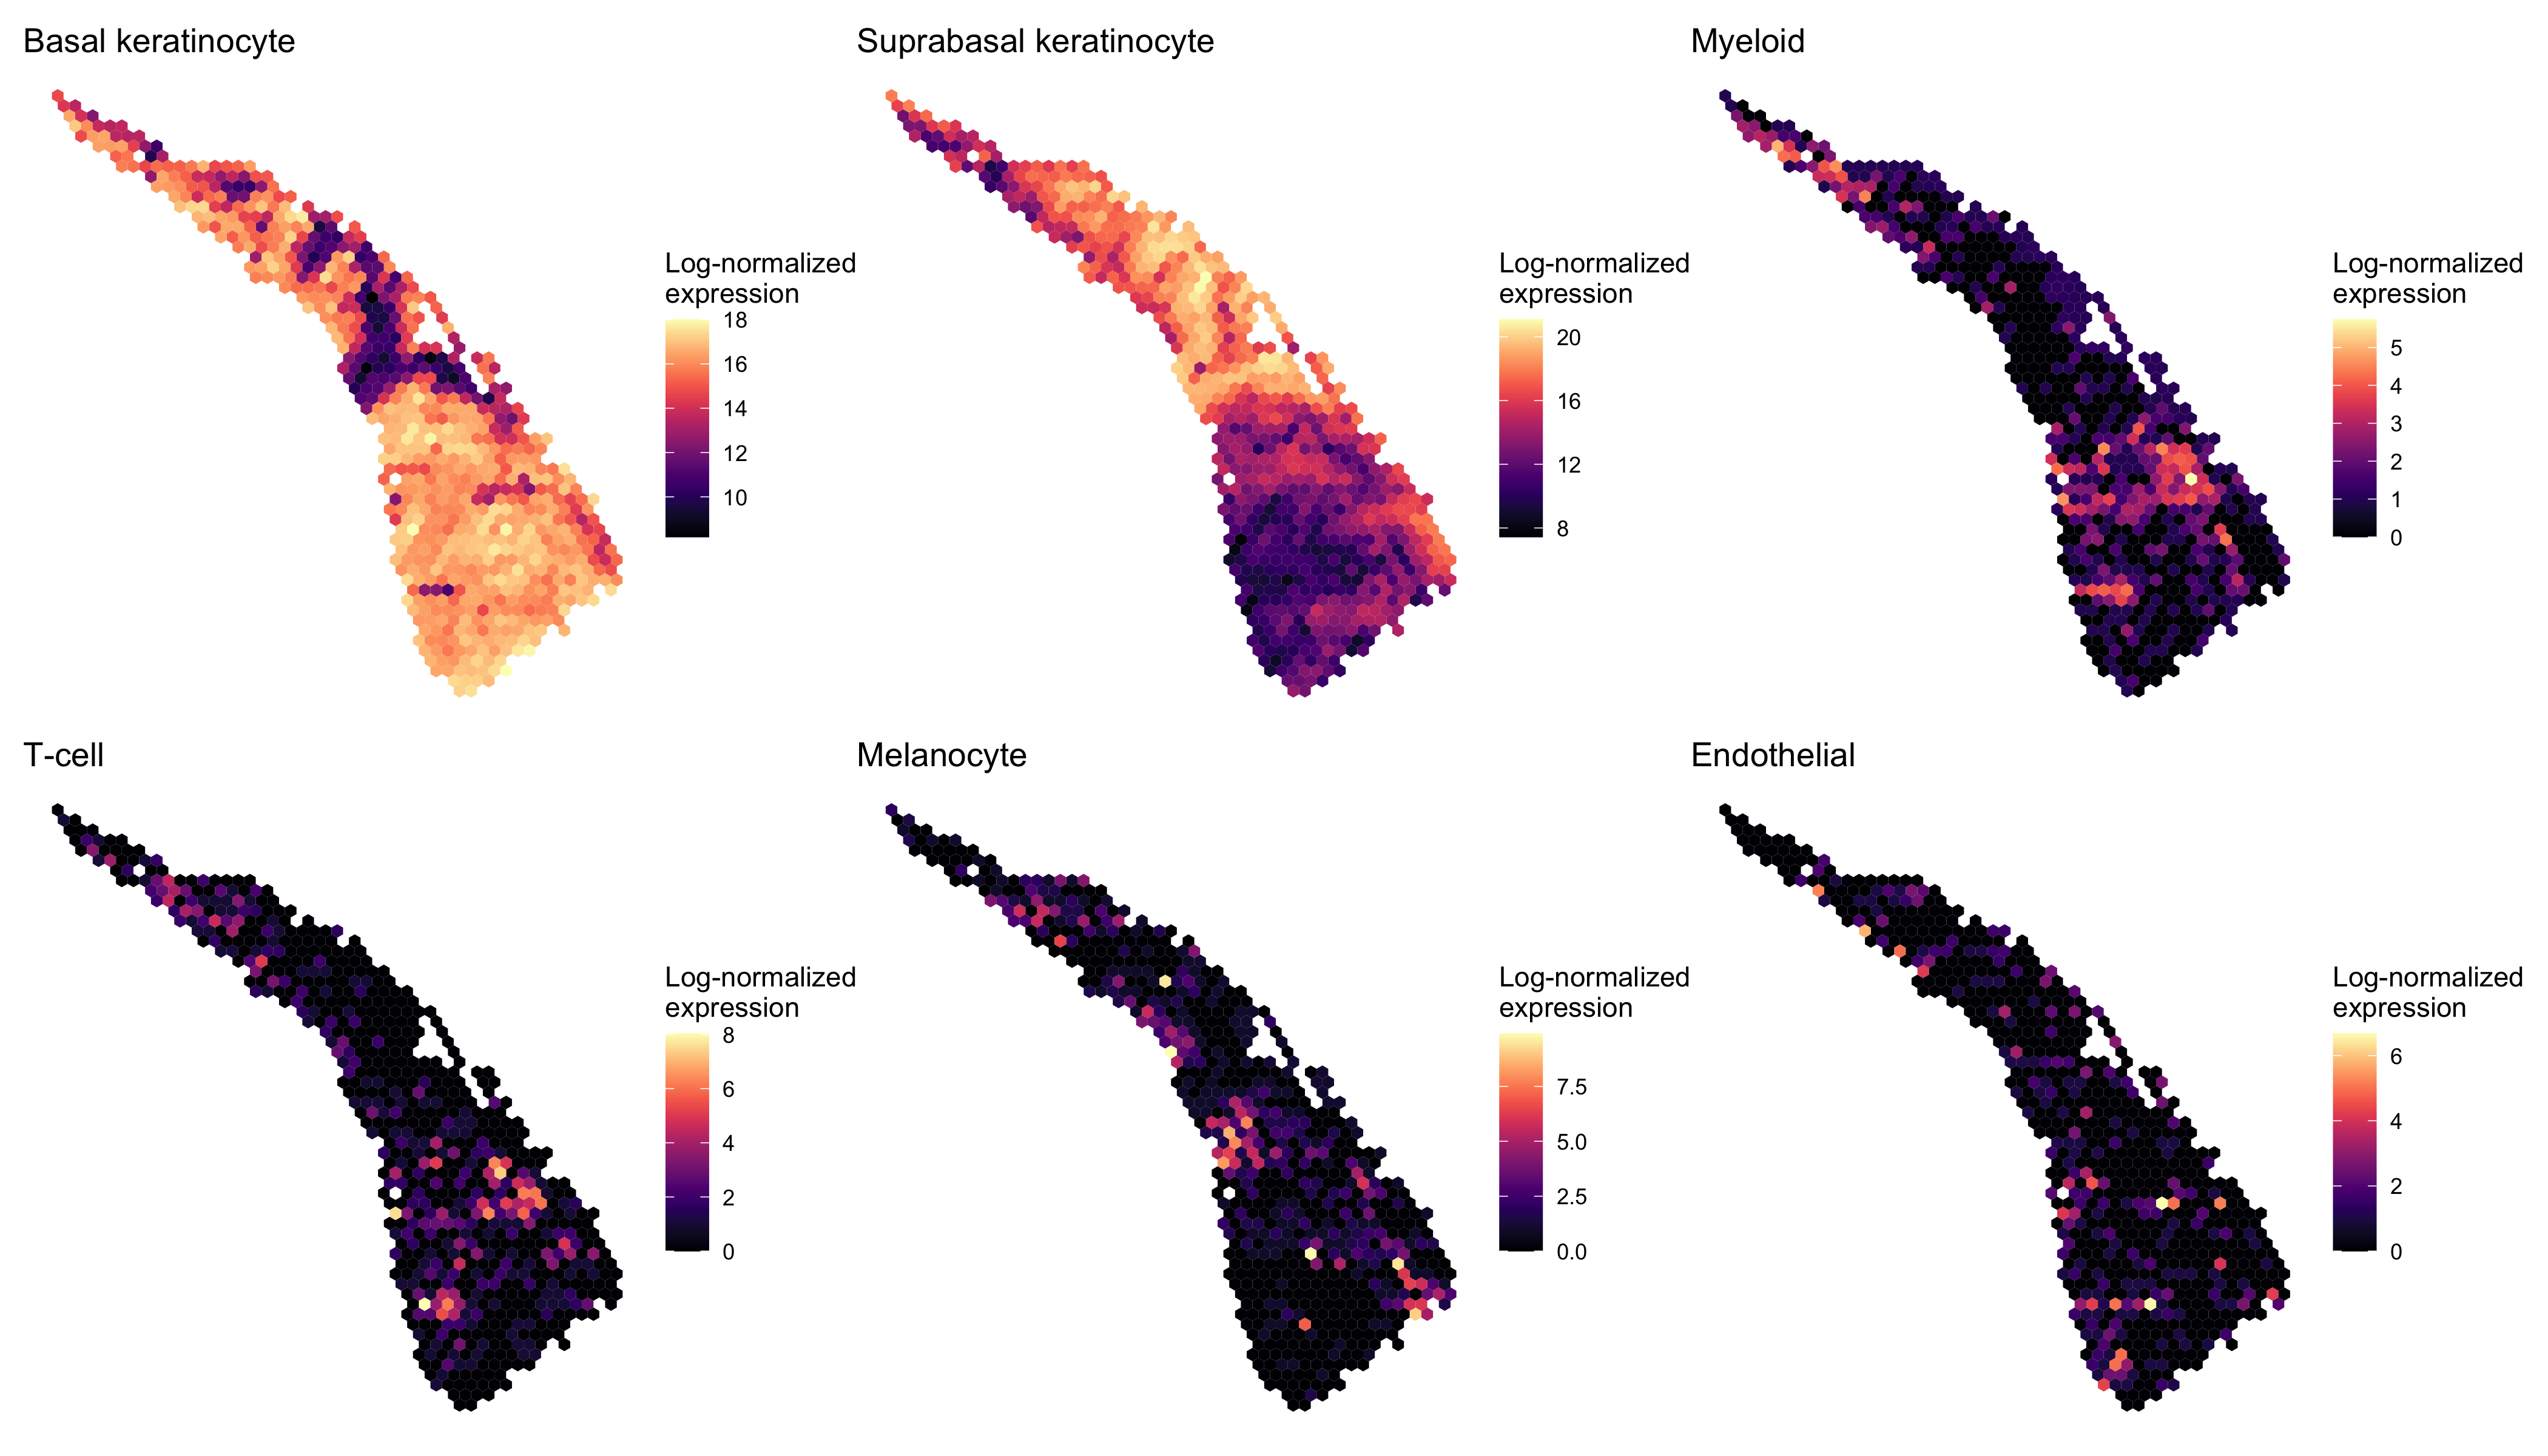 Basal keratinocyte
Log-normalized
expression
18
16
14
12
10
Suprabasal keratinocyte
Log-normalized
expression
20
16
12
8
Myeloid
Log-normalized
expression
5
4
3
2
1
0
T-cell
Log-normalized
expression
8
6
4
2
0
Melanocyte
Log-normalized
expression
7.5
5.0
2.5
0.0
Endothelial
Log-normalized
expression
6
4
2
0